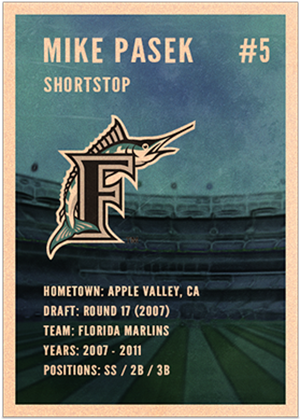 MIKE PASEK #5
SHORTSTOP
F
HOMETOWN: APPLE VALLEY, CA
DRAFT: ROUND 17 (2007)
TEAM: FLORIDA MARLINS
YEARS: 2007 - 2011
POSITIONS: SS / 2B / 3B